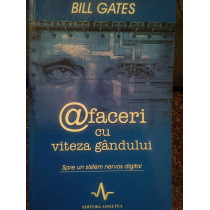 BILL GATES
@faceri
cu
viteza gândului
Spre un sistem nervos digital
EDITURA AMALTEA